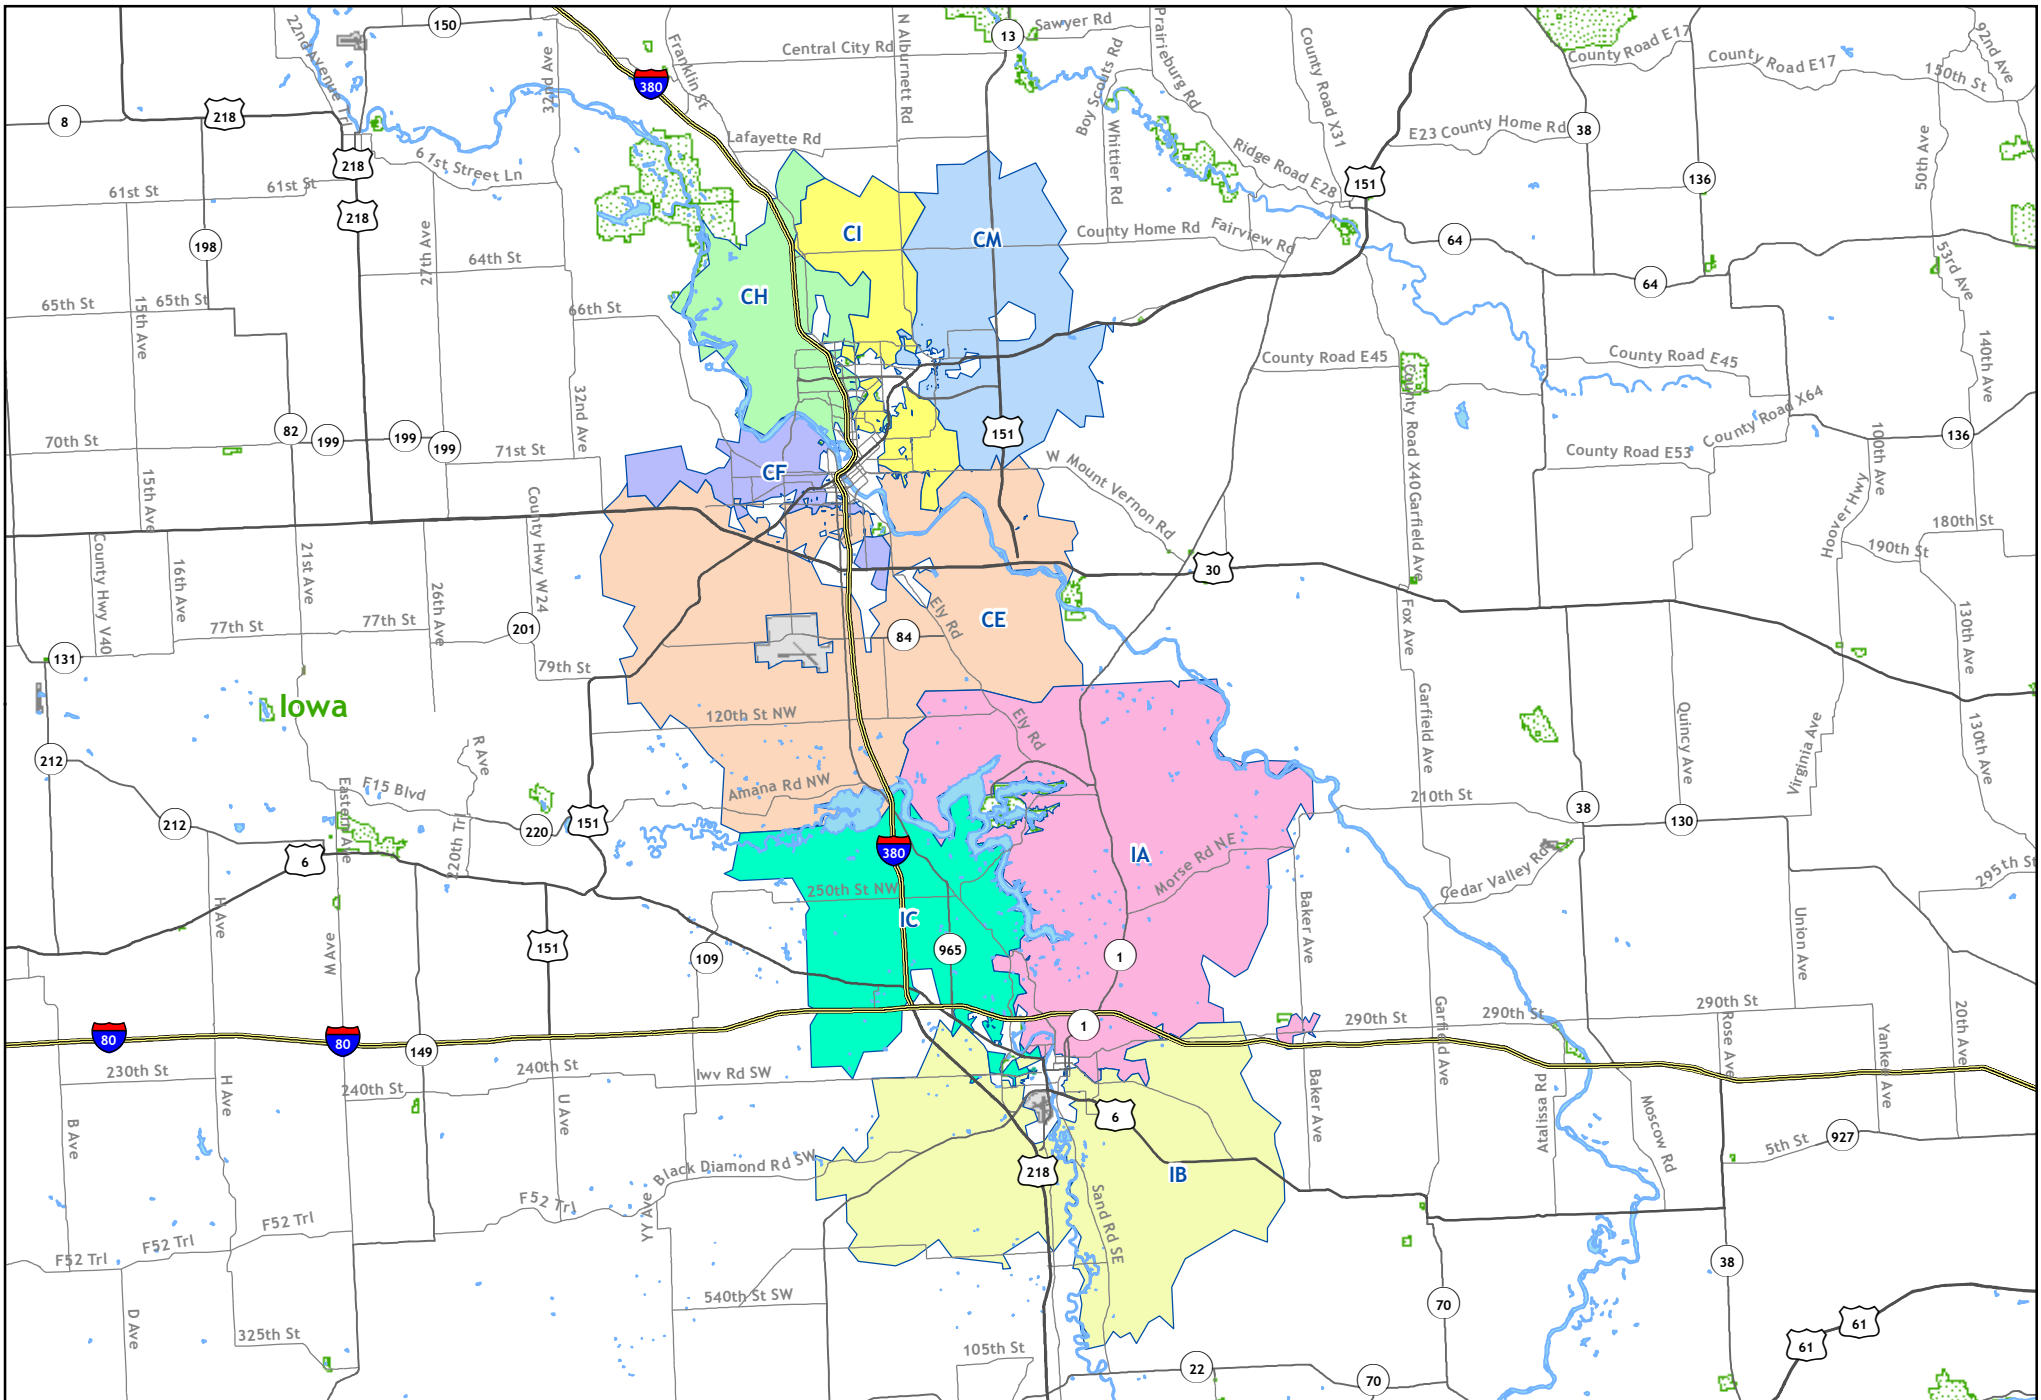 150
22nd Avenue Trl
32nd Ave
Franklin St
380
Central City Rd
N Alburnett Rd
13
Sawyer Rd
Boy Scouts Rd
Prairieburg Rd
County Road X31
County Road E17
County Road E17
92nd Ave
150th St
8
218
218
218
61st Street Ln
61st St
61st St
Lafayette Rd
Whittier Rd
Ridge Road E28
E23 County Home Rd
38
151
136
50th Ave
198
27th Ave
64th St
CI
CM
County Home Rd
Fairview Rd
64
64
53rd Ave
65th St
65th St
15th Ave
66th St
CH
County Road E45
County Road E45
140th Ave
32nd Ave
County Road X40
County Road X64
82
199
199
199
70th St
71st St
15th Ave
CF
151
W Mount Vernon Rd
Garfield Ave
County Road E53
100th Ave
136
Hoover Hwy
180th St
190th St
County Hwy V40
16th Ave
21st Ave
26th Ave
County Hwy W24
30
77th St
77th St
201
131
79th St
CE
84
Ely Rd
Fox Ave
130th Ave
Iowa
120th St NW
Ely Rd
Garfield Ave
Quincy Ave
Virginia Ave
130th Ave
212
212
R Ave
F15 Blvd
Eastern Ave
220th Trl
220
151
Amana Rd NW
210th St
38
130
6
380
IA
Morse Rd NE
Cedar Valley Rd
295th St
250th St NW
IC
H Ave
W Ave
151
109
965
1
Baker Ave
Union Ave
80
80
149
1
290th St
290th St
290th St
Garfield Ave
Rose Ave
Yankee Ave
20th Ave
230th St
240th St
240th St
Iwv Rd SW
80
H Ave
U Ave
B Ave
6
Baker Ave
Atalissa Rd
Moscow Rd
927
5th St
Black Diamond Rd SW
218
IB
Sand Rd SE
YY Ave
F52 Trl
F52 Trl
F52 Trl
F52 Trl
38
540th St SW
70
D Ave
325th St
105th St
22
70
61
61